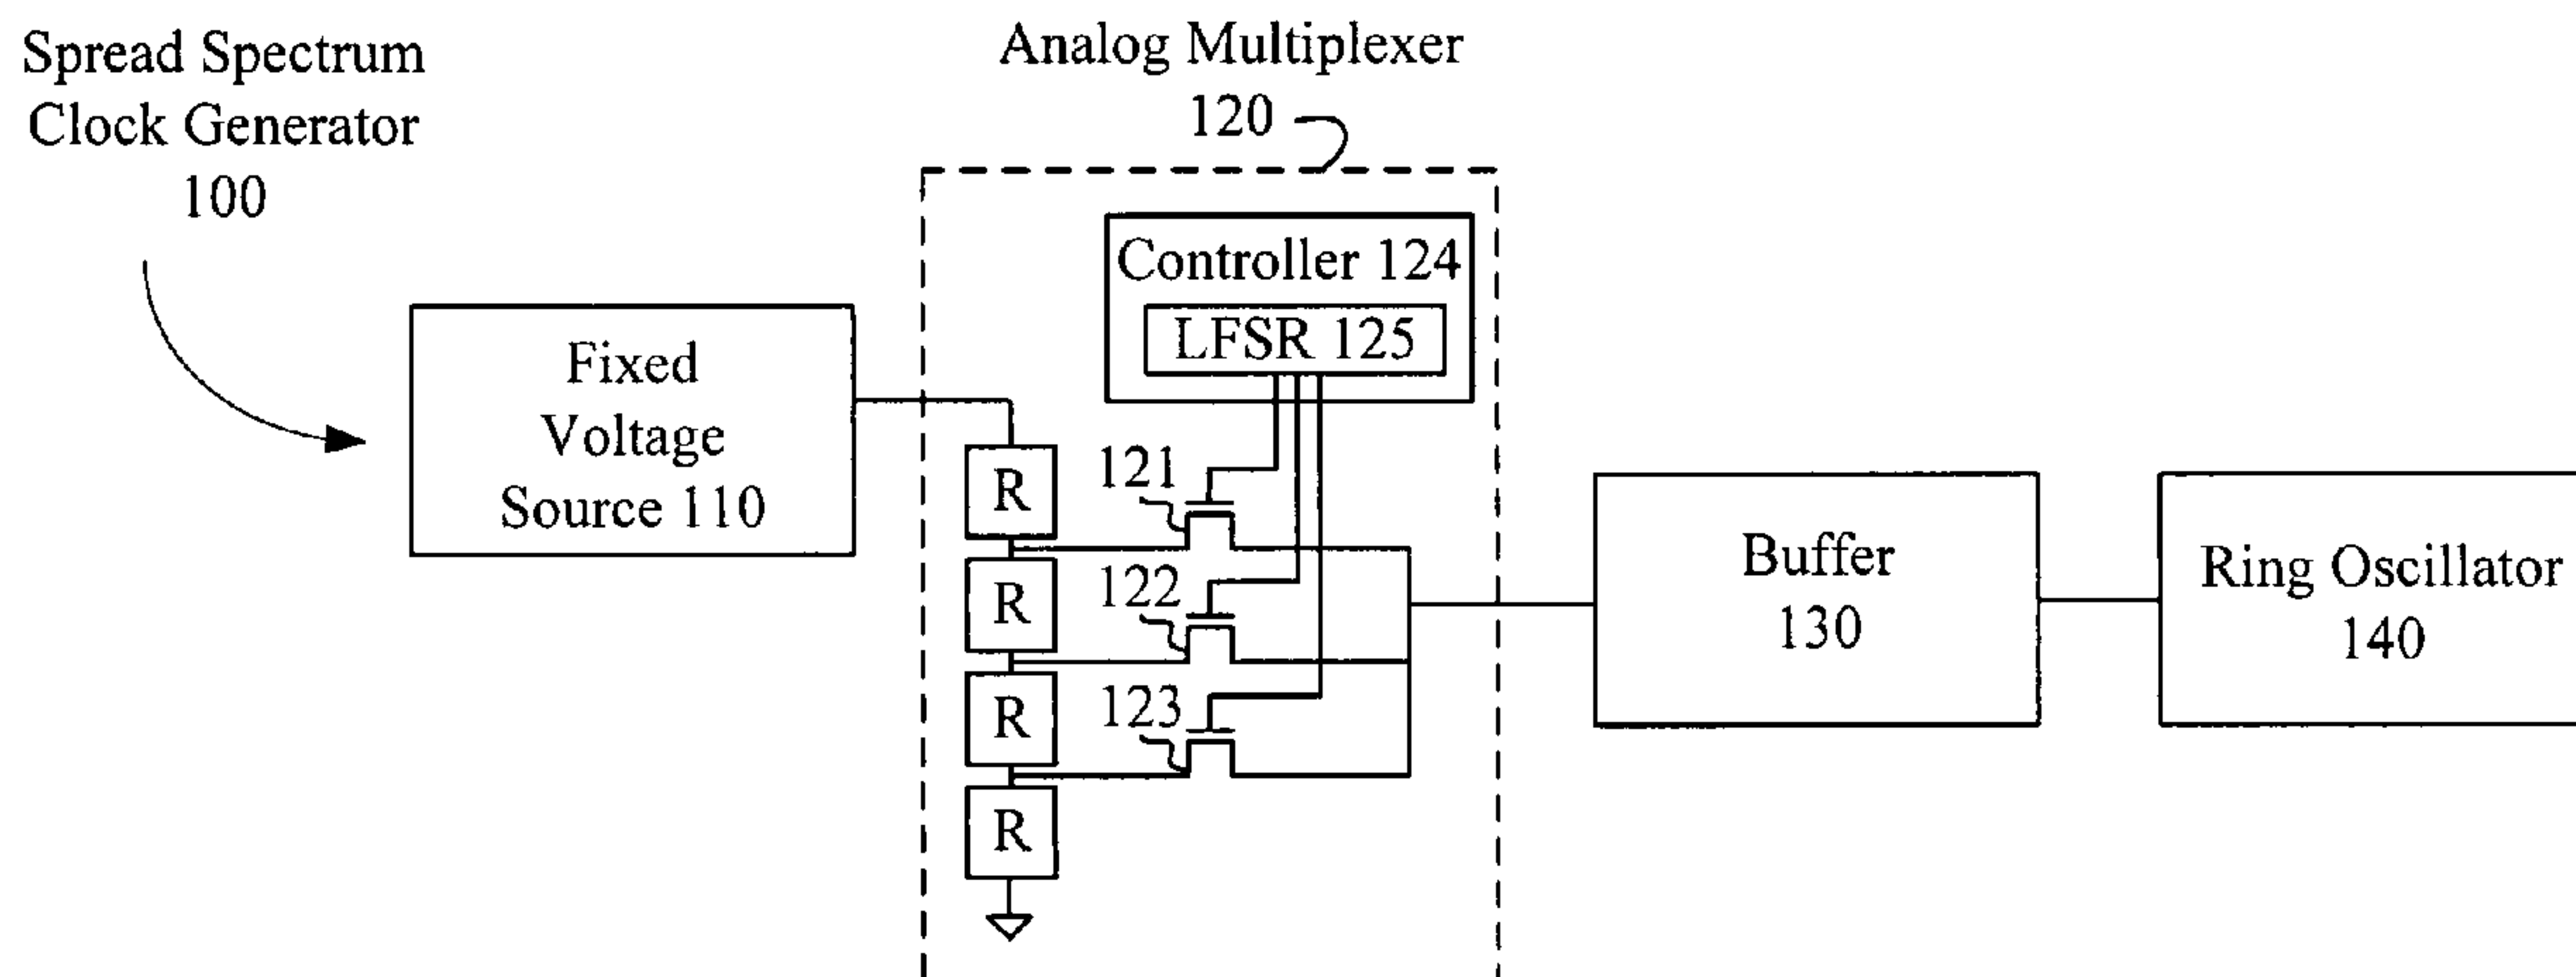 Spread Spectrum
Clock Generator
100
Analog Multiplexer
120
Controller 124
LFSR 125
Fixed
Voltage
Source 110
R
121
R
122
R
123
R
Buffer
130
Ring Oscillator
140